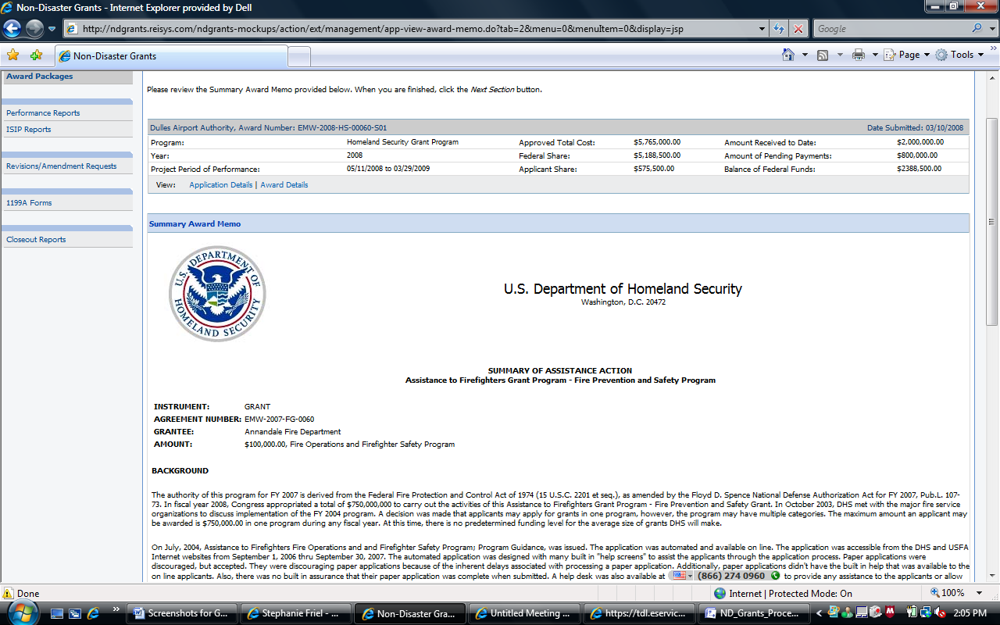 Non-Disaster Grants - Internet Explorer provided by Dell
http://ndgrants.reisys.com/ndgrants-mockups/action/ext/management/app-view-award-memo.do?tab=2&menu=0&menuItem=0&display=jsp
Google
Non-Disaster Grants
Page
Tools
Award Packages
Performance Reports
ISIP Reports
Revisions/Amendment Requests
1199A Forms
Closeout Reports
Please review the Summary Award Memo provided below. When you are finished, click the Next Section button.
Dulles Airport Authority, Award Number: EMW-2008-HS-00060-S01 Date Submitted: 03/10/2008
Program: Homeland Security Grant Program Approved Total Cost: $5,765,000.00 Amount Received to Date: $2,000,000.00
Year: 2008 Federal Share: $5,188,500.00 Amount of Pending Payments: $800,000.00
Project Period of Performance: 05/11/2008 to 03/29/2009 Applicant Share: $575,500.00 Balance of Federal Funds: $2388,500.00
View: Application Details | Award Details
Summary Award Memo
U.S. DEPARTMENT OF HOMELAND SECURITY
U.S. Department of Homeland Security
Washington, D.C. 20472
SUMMARY OF ASSISTANCE ACTION
Assistance to Firefighters Grant Program - Fire Prevention and Safety Program
INSTRUMENT: GRANT
AGREEMENT NUMBER: EMW-2007-FG-0060
GRANTEE: Annandale Fire Department
AMOUNT: $100,000.00, Fire Operations and Firefighter Safety Program
BACKGROUND
The authority of this program for FY 2007 is derived from the Federal Fire Protection and Control Act of 1974 (15 U.S.C. 2201 et seq.), as amended by the Floyd D. Spence National Defense Authorization Act for FY 2007, Pub.L. 107-
73. In fiscal year 2008, Congress appropriated a total of $750,000,000 to carry out the activities of this Assistance to Firefighters Grant Program - Fire Prevention and Safety Grant. In October 2003, DHS met with the major fire service
organizations to discuss implementation of the FY 2004 program. A decision was made that applicants may apply for grants in one program, however, the program may have multiple categories. The maximum amount an applicant may
be awarded is $750,000.00 in one program during any fiscal year. At this time, there is no predetermined funding level for the average size of grants DHS will make.
On July, 2004, Assistance to Firefighters Fire Operations and and Firefighter Safety Program; Program Guidance, was issued. The application was automated and available on line. The application was accessible from the DHS and USFA
Internet websites from September 1, 2006 thru September 30, 2007. The automated application was designed with many built in "help screens" to assist the applicants through the application process. Paper applications were
discouraged, but accepted. They were discouraging paper applications because of the inherent delays associated with processing a paper application. Additionally, paper applications didn't have the built in help that was available to the
on line applicants. Also, there was no built in assurance that their paper application was complete when submitted. A help desk was also available at (866) 274 0960 to provide any assistance to the applicants or allow
Done
Internet | Protected Mode: On
100%
Screenshots for G...
Stephanie Friel - ...
Non-Disaster Gra...
Untitled Meeting ...
https://tdl.eservic...
ND_Grants_Proce...
2:05 PM